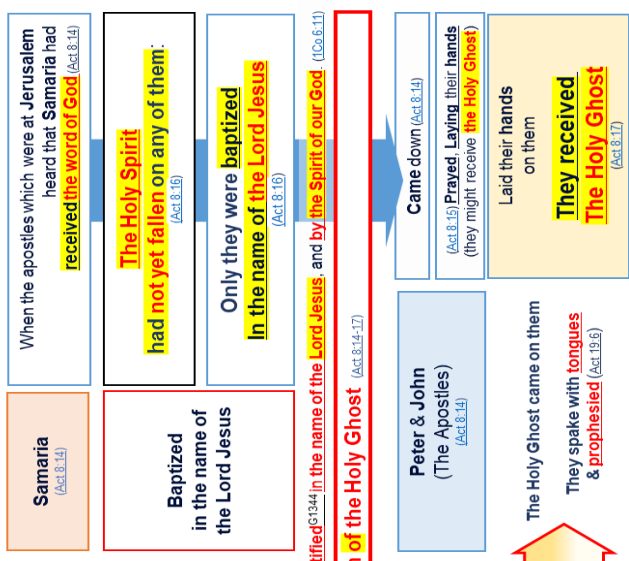 Samaria
(Act 8:14)
When the apostles which were at Jerusalem
heard that Samaria had
received the word of God (Act 8:14)
Baptized
in the name of
the Lord Jesus
The Holy Spirit
had not yet fallen on any of them:
(Act 8:16)
Only they were baptized
In the name of the Lord Jesus
(Act 8:16)
tified G1344 in the name of the Lord Jesus, and by the Spirit of our God. (1Co 6:11)
of the Holy Ghost (Act 8:14-17)
Peter & John
(The Apostles)
(Act 8:14)
Came down (Act 8:14)
(Act 8:15) Prayed, Laying their hands
(they might receive the Holy Ghost)
Laid their hands
on them
They received
The Holy Ghost
(Act 8:17)
The Holy Ghost came on them
They spake with tongues
& prophesied (Act 19:6)